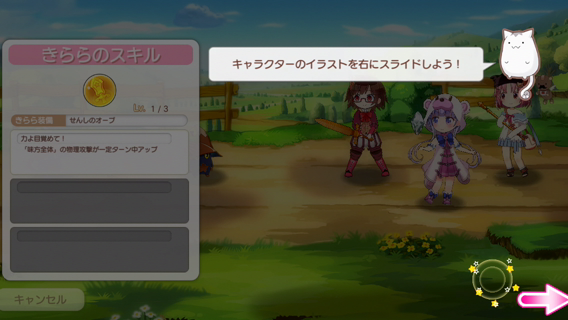 きららのスキル
キャラクターのイラストを右にスライドしよう！
Lv. 1 / 3
きらら装備 せんしのオーブ
力よ目覚めて！
「味方全体」の物理攻撃が一定ターン中アップ
キャンセル